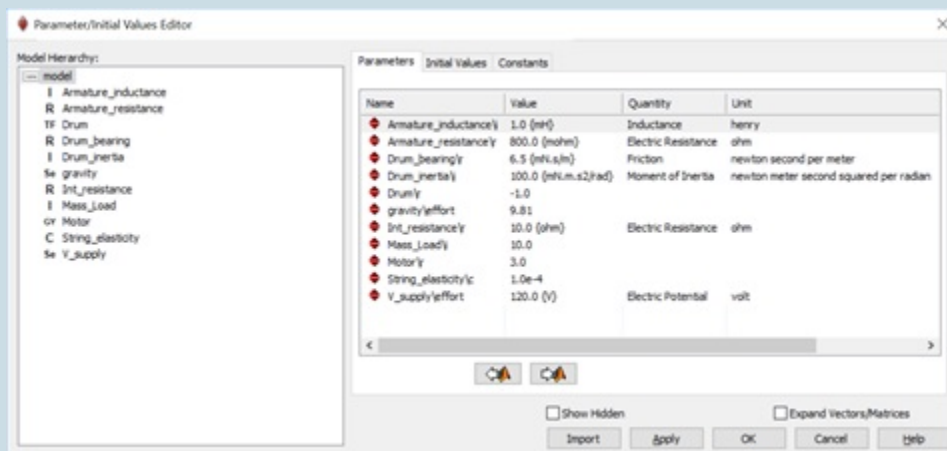 Parameter/Initial Values Editor
Model Hierarchy:
model
I Armature_inductance
R Armature_resistance
TF Drum
R Drum_bearing
I Drum_inertia
Se gravity
R Int_resistance
I Mass_Load
GY Motor
C String_elasticity
Se V_supply
Parameters Initial Values Constants
Name Value Quantity Unit
Armature_inductance\i 1.0 {mH} Inductance henry
Armature_resistance\r 800.0 {mohm} Electric Resistance ohm
Drum_bearing\r 6.5 {mN.s/m} Friction newton second per meter
Drum_inertia\i 100.0 {mN.m.s2/rad} Moment of Inertia newton meter second squared per radian
Drum\r -1.0
gravity\effort 9.81
Int_resistance\r 10.0 {ohm} Electric Resistance ohm
Mass_Load\i 10.0
Motor\r 3.0
String_elasticity\c 1.0e-4
V_supply\effort 120.0 {V} Electric Potential volt
Show Hidden Expand Vectors/Matrices
Import Apply OK Cancel Help